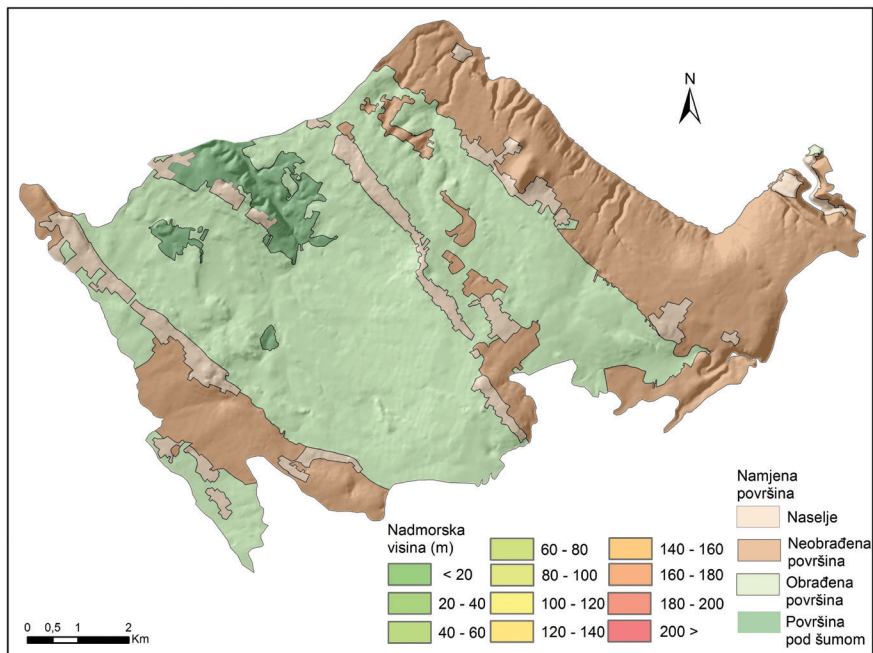 N
Nadmorska
visina (m)
< 20
20 - 40
40 - 60
60 - 80
80 - 100
100 - 120
120 - 140
140 - 160
160 - 180
180 - 200
200 >
Namjena
površina
Naselje
Neobrađena
površina
Obrađena
površina
Površina
pod šumom
0 0,5 1 2
Km